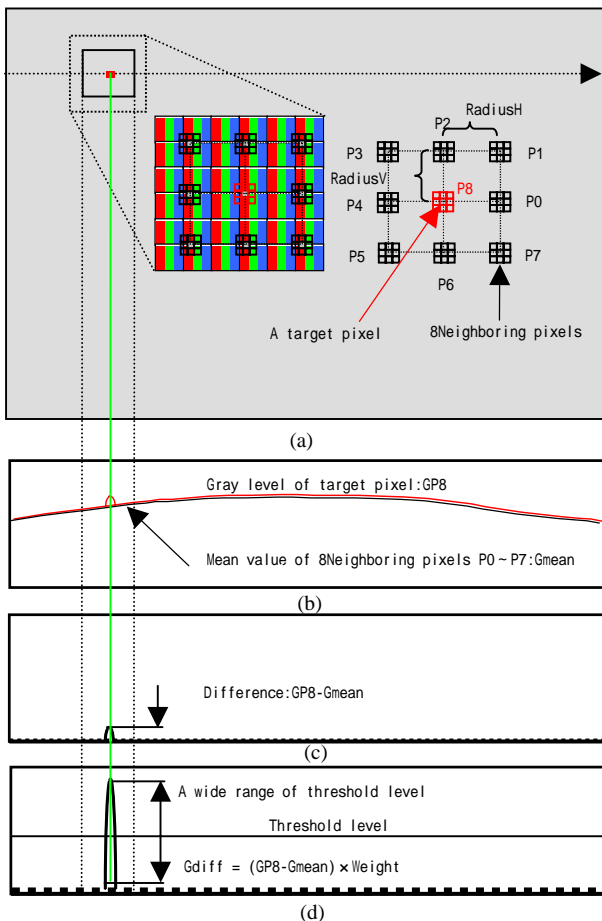 RadiusH
P2
P3
P1
RadiusV
P8
P4
P0
P5
P7
P6
A target pixel
8Neighboring pixels
(a)
Gray level of target pixel:GP8
Mean value of 8Neighboring pixels P0~P7:Gmean
(b)
Difference:GP8-Gmean
(c)
A wide range of threshold level
Threshold level
Gdiff = (GP8-Gmean)×Weight
(d)